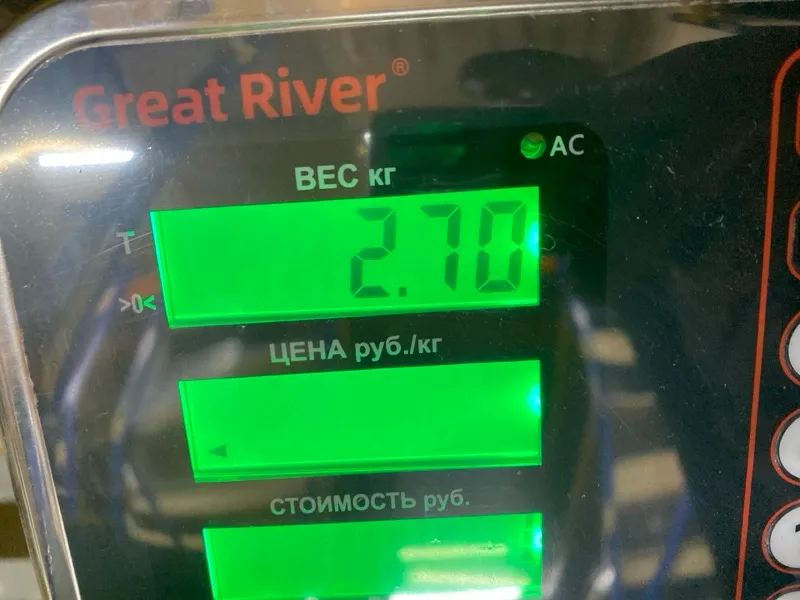 Great River®
AC
ВЕС кг
T
2.70
>0<
ЦЕНА руб./кг
СТОИМОСТЬ руб.